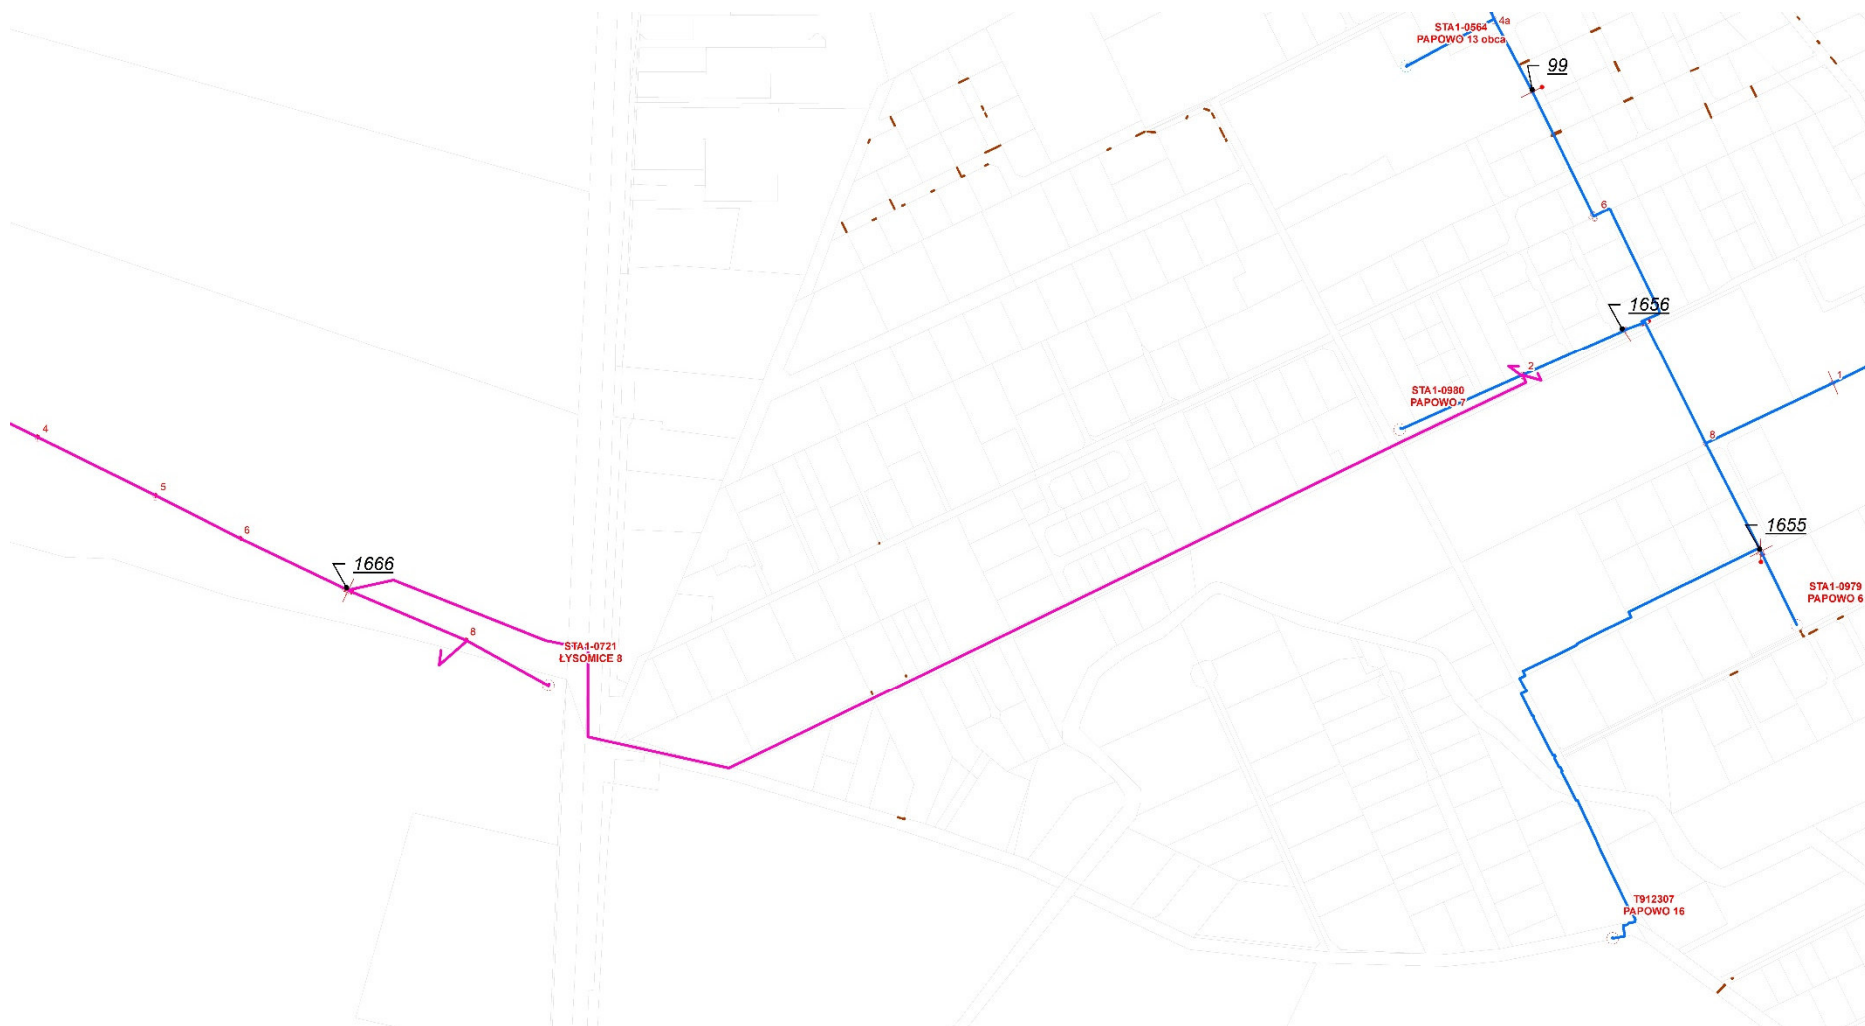 4a
STA1-0564
PAPOWO 13 obca
99
6
1656
2
1
STA1-0980
PAPOWO 7
4
8
5
1655
6
1666
STA1-0979
PAPOWO 6
8
STA1-0721
ŁYSOMICE 8
T912307
PAPOWO 16